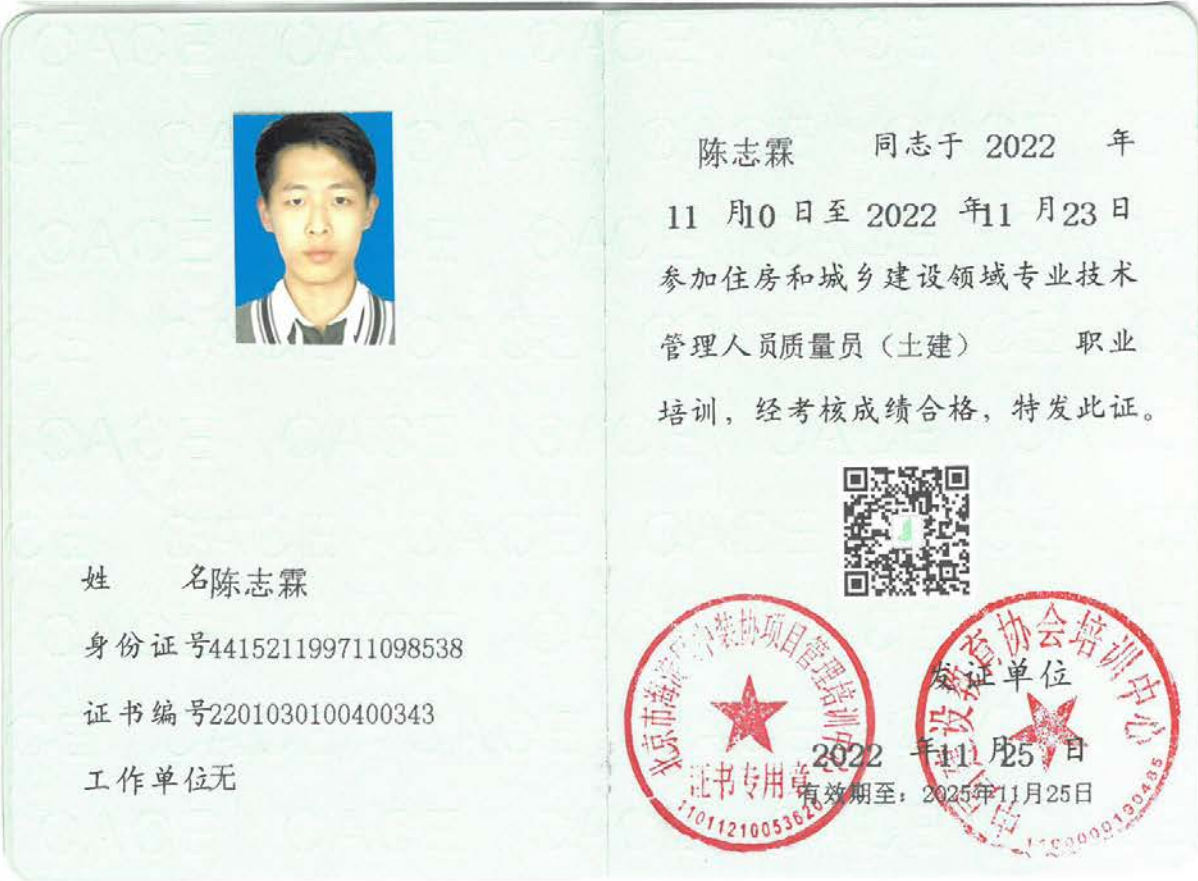 姓 名陈志霖
身份证号441521199711098538
证书编号2201030100400343
工作单位无
陈志霖 同志于 2022 年
11 月10 日至 2022 年11 月23 日
参加住房和城乡建设领域专业技术
管理人员质量员（土建） 职业
培训，经考核成绩合格，特发此证。
证书专用章
1101121005362
发证单位
2022 年11 月25 日
有效期至：2025年11月25日